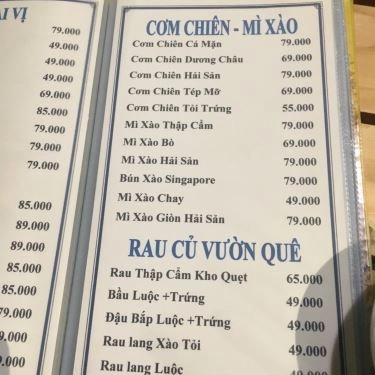 AI VỊ
79.000
49.000
49.000
69.000
85.000
79.000
79.000
79.000
85.000
89.000
89.000
85.000
85.000
79.000
79.000
CƠM CHIÊN - MÌ XÀO
Cơm Chiên Cá Mặn 79.000
Cơm Chiên Dương Châu 69.000
Cơm Chiên Hải Sản 79.000
Cơm Chiên Tép Mỡ 69.000
Cơm Chiên Tỏi Trứng 55.000
Mì Xào Thập Cẩm 79.000
Mì Xào Bò 69.000
Mì Xào Hải Sản 79.000
Bún Xào Singapore 79.000
Mì Xào Chay 49.000
Mì Xào Giòn Hải Sản 79.000
RAU CỦ VƯỜN QUÊ
Rau Thập Cẩm Kho Quẹt 65.000
Bầu Luộc +Trứng 49.000
Đậu Bắp Luộc +Trứng 49.000
Rau lang Xào Tỏi 49.000
Rau lang Luộc